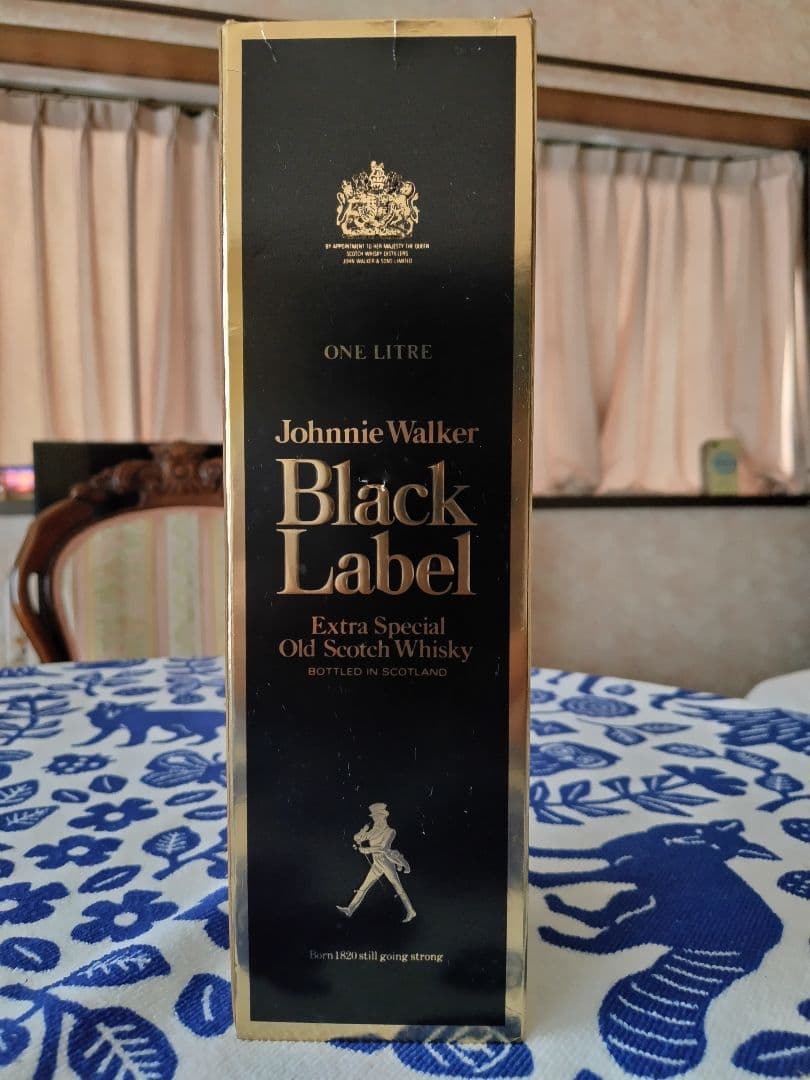 BY APPOINTMENT TO HER MAJESTY THE QUEEN
SCOTCH WHISKY DISTILLERS
JOHN WALKER & SONS LIMITED
ONE LITRE
Johnnie Walker
Black
Label
Extra Special
Old Scotch Whisky
BOTTLED IN SCOTLAND
Born 1820 still going strong